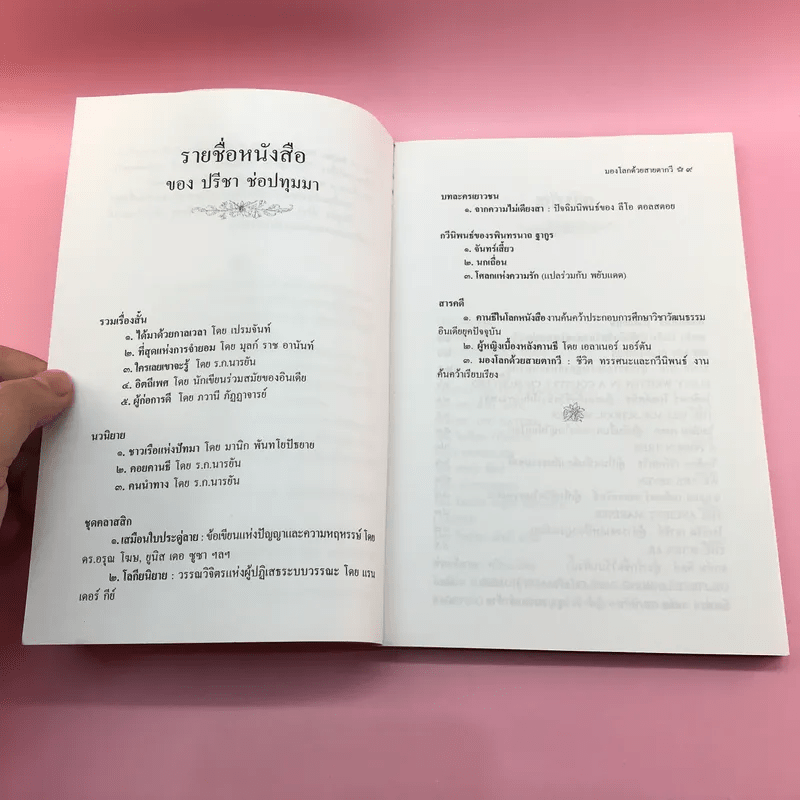 รายชื่อหนังสือ
ของ ปรีชา ช่อปทุมมา
รวมเรื่องสั้น
๑. ได้มาด้วยกาลเวลา โดย เปรมจันท์
๒. ที่สุดแห่งการจำยอม โดย มูลก์ ราช อานันท์
๓. ใครเลยเขาจะรู้ โดย ร.ก.นารยัน
๔. อิตถีเพศ โดย นักเขียนร่วมสมัยของอินเดีย
๕. ผู้ก่อการดี โดย ภวานี ภัฏฏาจารย์
นวนิยาย
๑. ชาวเรือแห่งปัทมา โดย มานิก พันทโยปัธยาย
๒. คอยคานธี โดย ร.ก.นารยัน
๓. คนนำทาง โดย ร.ก.นารยัน
ชุดคลาสสิก
๑. เสมือนใบประดู่ลาย : ข้อเขียนแห่งปัญญาและความหฤหรรษ์ โดย
ดร.อรุณ โฆษ, ยูนิส เดอ ซูซา ฯลฯ
๒. โลกียนิยาย : วรรณวิจิตรแห่งผู้ปฏิเสธระบบวรรณะ โดย แรน
เดอร์ กีย์
มองโลกด้วยสายตากวี ✩ ๙
บทละครเยาวชน
๑. จากความไม่เดียงสา : ปัจฉิมนิพนธ์ของ ลีโอ ตอลสตอย
กวีนิพนธ์ของรพินทรนาถ ฐากูร
๑. จันทร์เสี้ยว
๒. นกเถื่อน
๓. โศลกแห่งความรัก (แปลร่วมกับ พยับแดด)
สารคดี
๑. คานธีในโลกหนังสืองานค้นคว้าประกอบการศึกษาวิชาวัฒนธรรม
อินเดียยุคปัจจุบัน
๒. ผู้หญิงเบื้องหลังคานธี โดย เอลาเนอร์ มอร์ตัน
๓. มองโลกด้วยสายตากวี : ชีวิต ทรรศนะและกวีนิพนธ์ งาน
ค้นคว้าเรียบเรียง